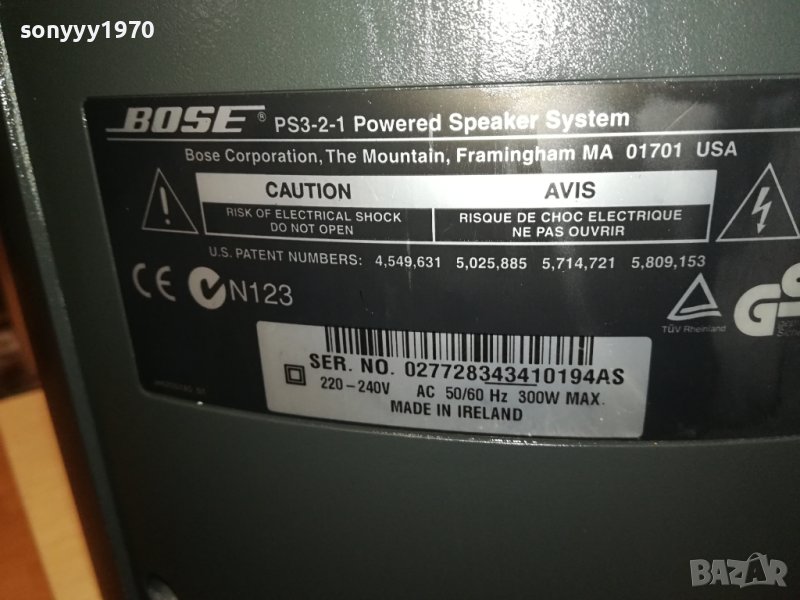 sonyyy1970
BOSE® PS3-2-1 Powered Speaker System
Bose Corporation, The Mountain, Framingham MA 01701 USA
CAUTION AVIS
RISK OF ELECTRICAL SHOCK RISQUE DE CHOC ELECTRIQUE
DO NOT OPEN NE PAS OUVRIR
U.S. PATENT NUMBERS: 4,549,631 5,025,885 5,714,721 5,809,153
CE N123
TÜV Rheinland
GS
SER. NO. 027728343410194AS
220-240V AC 50/60 Hz 300W MAX.
MADE IN IRELAND
BAZAR